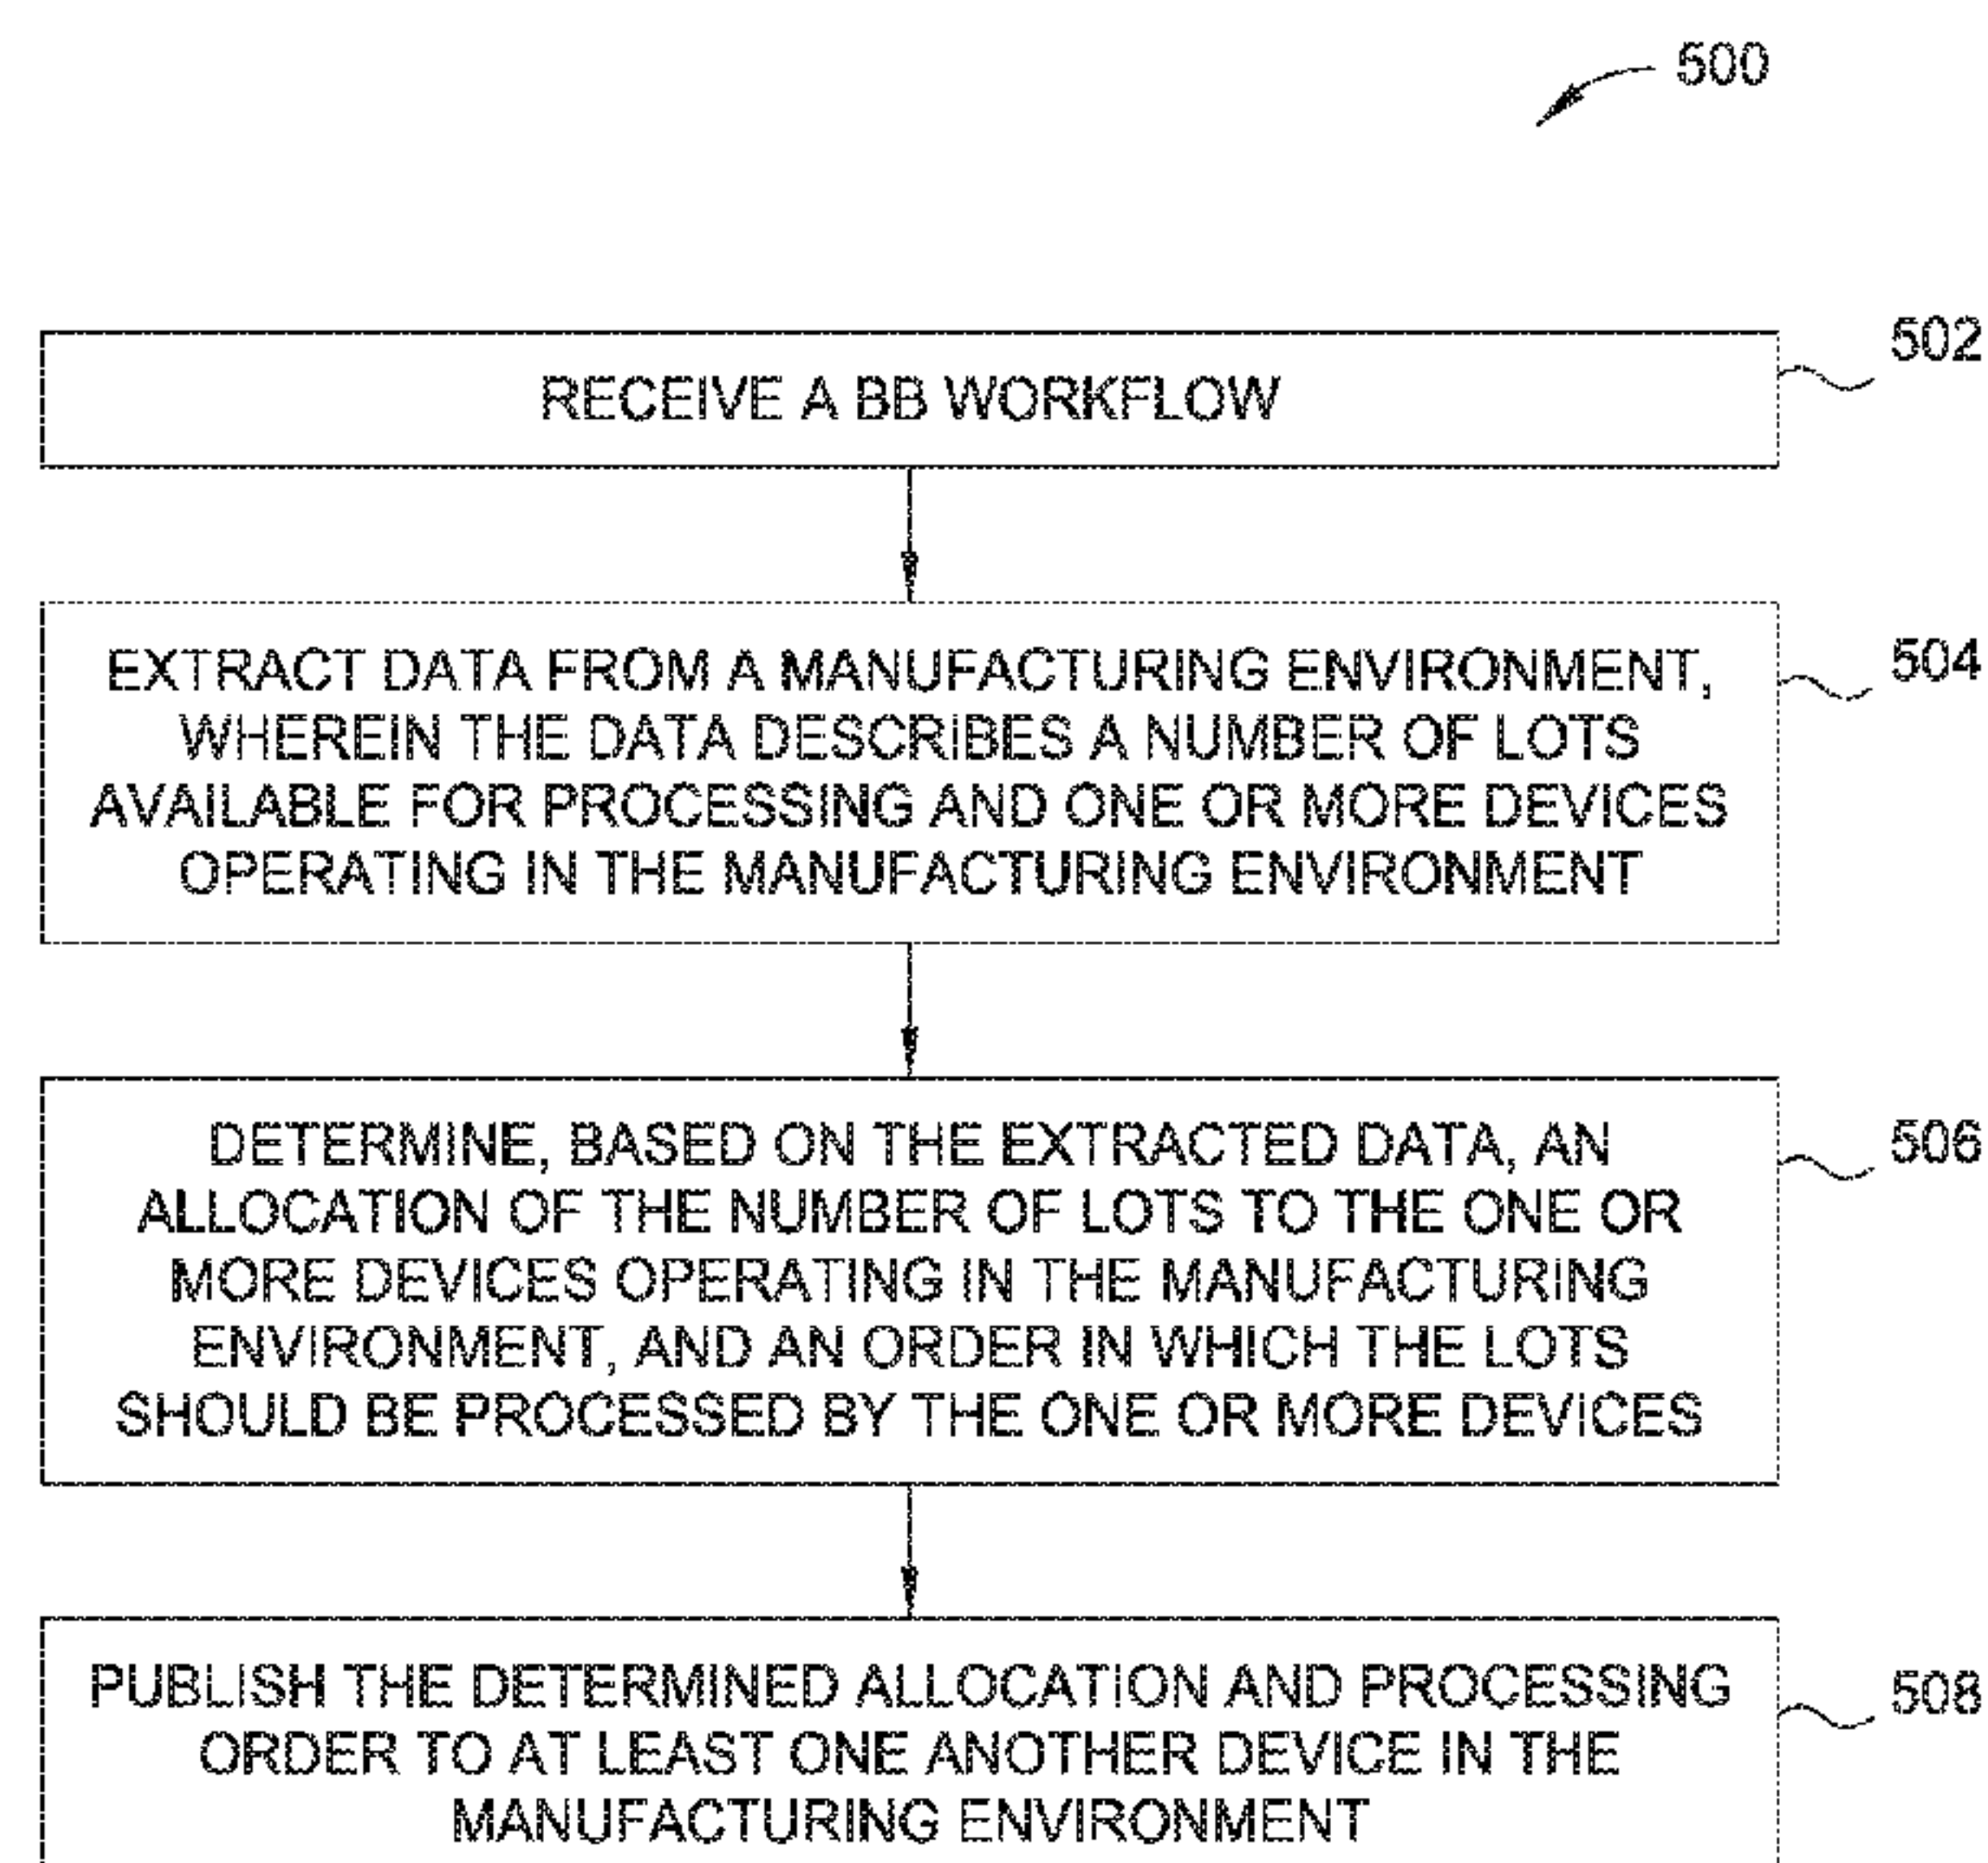 500
RECEIVE A BB WORKFLOW
502
EXTRACT DATA FROM A MANUFACTURING ENVIRONMENT,
WHEREIN THE DATA DESCRIBES A NUMBER OF LOTS
AVAILABLE FOR PROCESSING AND ONE OR MORE DEVICES
OPERATING IN THE MANUFACTURING ENVIRONMENT
504
DETERMINE, BASED ON THE EXTRACTED DATA, AN
ALLOCATION OF THE NUMBER OF LOTS TO THE ONE OR
MORE DEVICES OPERATING IN THE MANUFACTURING
ENVIRONMENT, AND AN ORDER IN WHICH THE LOTS
SHOULD BE PROCESSED BY THE ONE OR MORE DEVICES
506
PUBLISH THE DETERMINED ALLOCATION AND PROCESSING
ORDER TO AT LEAST ONE ANOTHER DEVICE IN THE
MANUFACTURING ENVIRONMENT
508